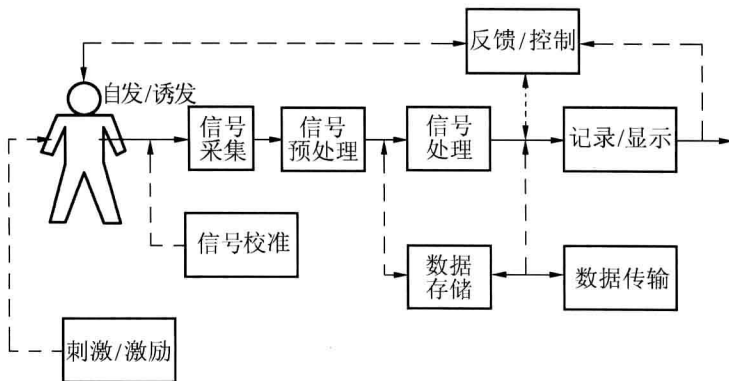 反馈/控制
自发/诱发
信号
采集
信号
预处理
信号
处理
记录/显示
信号校准
数据
存储
数据传输
刺激/激励